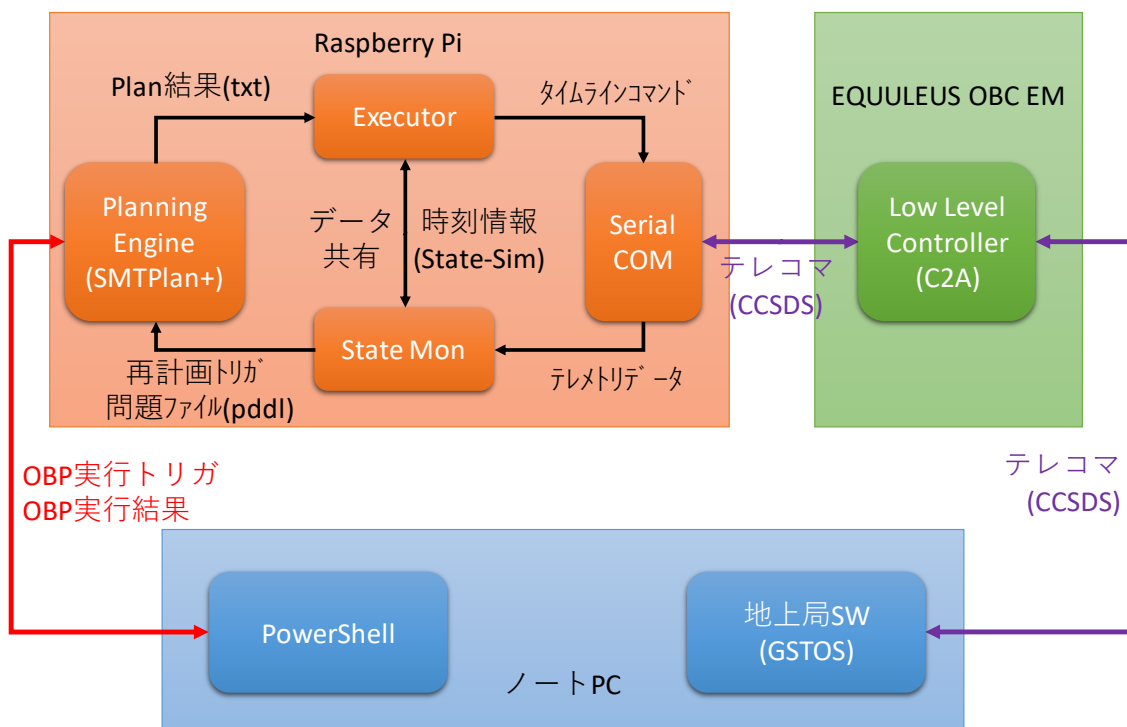 Raspberry Pi
Plan結果(txt)
Executor
タイムラインコマンド
Planning
Engine
(SMTPlan+)
データ
共有
時刻情報
(State-Sim)
Serial
COM
State Mon
再計画トリガ
問題ファイル(pddl)
テレメトリデータ
EQUULEUS OBC EM
Low Level
Controller
(C2A)
テレコマ
(CCSDS)
OBP実行トリガ
OBP実行結果
テレコマ
(CCSDS)
PowerShell
地上局SW
(GSTOS)
ノートPC